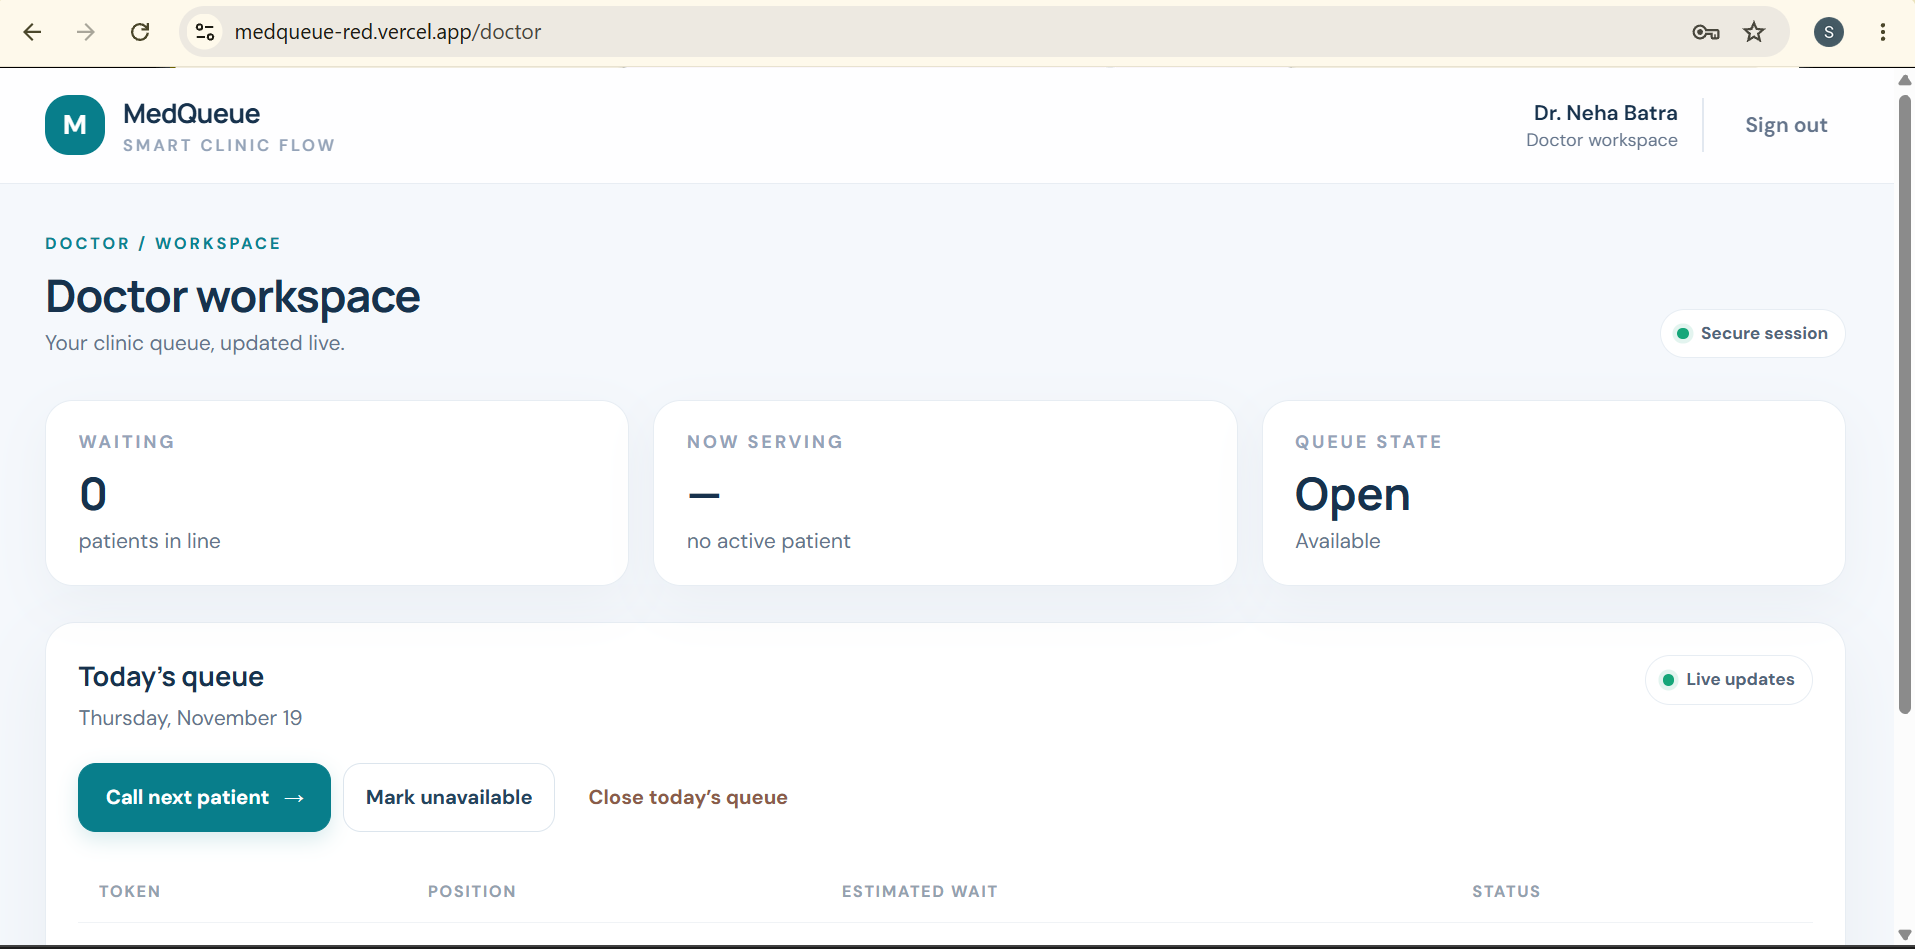 medqueue-red.vercel.app/doctor
S
M
MedQueue
SMART CLINIC FLOW
Dr. Neha Batra
Doctor workspace
Sign out
DOCTOR / WORKSPACE
Doctor workspace
Your clinic queue, updated live.
Secure session
WAITING
0
patients in line
NOW SERVING
—
no active patient
QUEUE STATE
Open
Available
Today’s queue
Thursday, November 19
Live updates
Call next patient →
Mark unavailable
Close today’s queue
TOKEN POSITION ESTIMATED WAIT STATUS